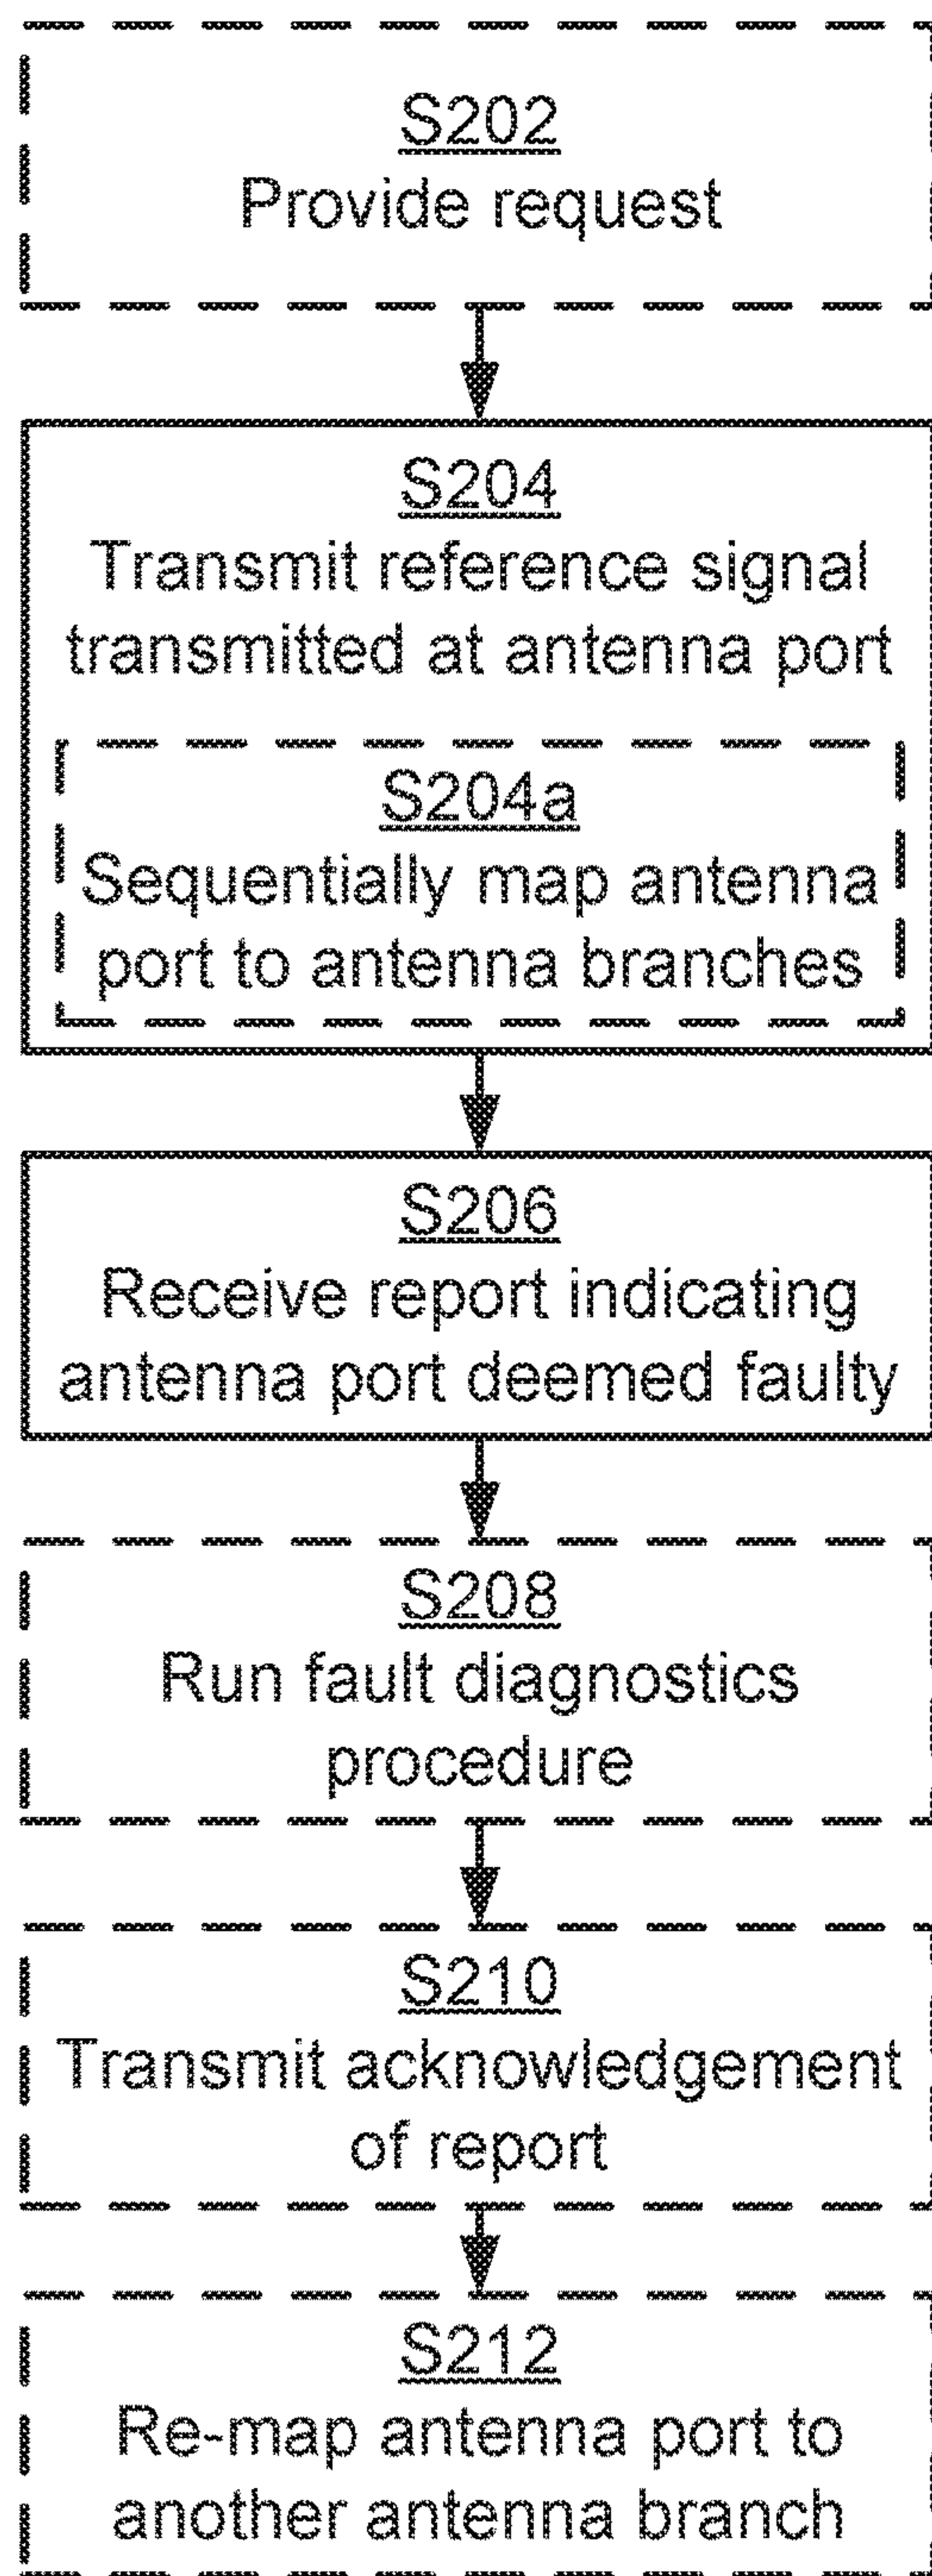 S202
Provide request
S204
Transmit reference signal
transmitted at antenna port
S204a
Sequentially map antenna
port to antenna branches
S206
Receive report indicating
antenna port deemed faulty
S208
Run fault diagnostics
procedure
S210
Transmit acknowledgement
of report
S212
Re-map antenna port to
another antenna branch